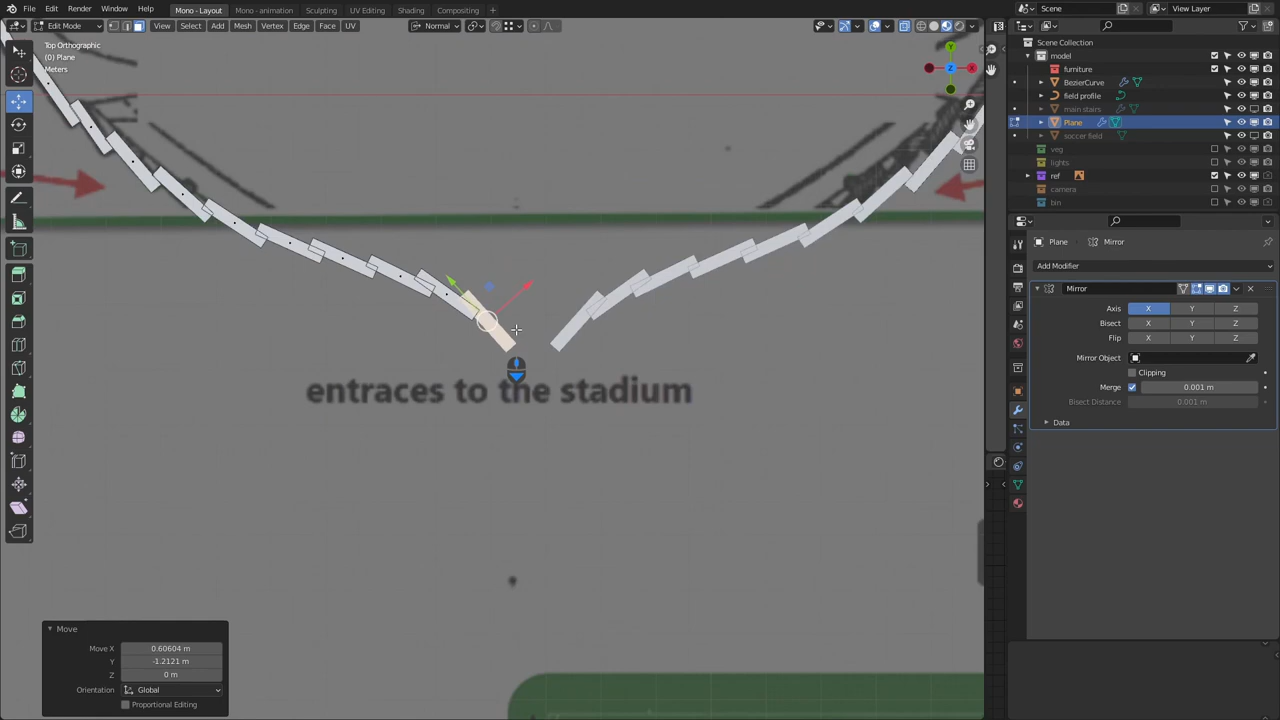 File Edit Render Window Help Mono - Layout Mono - animation Sculpting UV Editing Shading Compositing Scene View Layer
Edit Mode View Select Add Mesh Vertex Edge Face UV Normal
Top Orthographic
(0) Plane
Meters
Y
X
Z
entraces to the stadium
Move
Move X 0.60604 m
Y -1.2121 m
Z 0 m
Orientation Global
Proportional Editing
Scene Collection
model
furniture
BezierCurve
field profile
main stairs
Plane
soccer field
veg
lights
ref
camera
bin
Plane Mirror
Add Modifier
Mirror
Axis X Y Z
Bisect X Y Z
Flip X Y Z
Mirror Object
Clipping
Merge 0.001 m
Bisect Distance 0.001 m
Data